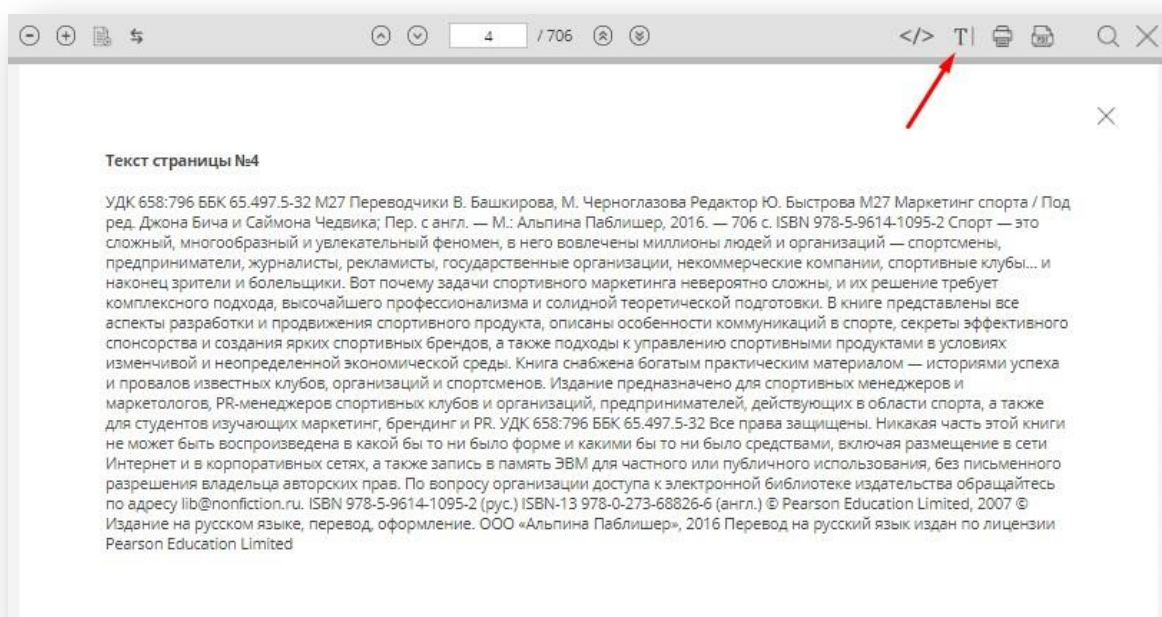 4 / 706
</> T|
PDF
Текст страницы №4
УДК 658:796 ББК 65.497.5-32 М27 Переводчики В. Башкирова, М. Черноглазова Редактор Ю. Быстрова М27 Маркетинг спорта / Под
ред. Джона Бича и Саймона Чедвика; Пер. с англ. — М.: Альпина Паблишер, 2016. — 706 с. ISBN 978-5-9614-1095-2 Спорт — это
сложный, многообразный и увлекательный феномен, в него вовлечены миллионы людей и организаций — спортсмены,
предприниматели, журналисты, рекламисты, государственные организации, некоммерческие компании, спортивные клубы... и
наконец зрители и болельщики. Вот почему задачи спортивного маркетинга невероятно сложны, и их решение требует
комплексного подхода, высочайшего профессионализма и солидной теоретической подготовки. В книге представлены все
аспекты разработки и продвижения спортивного продукта, описаны особенности коммуникаций в спорте, секреты эффективного
спонсорства и создания ярких спортивных брендов, а также подходы к управлению спортивными продуктами в условиях
изменчивой и неопределенной экономической среды. Книга снабжена богатым практическим материалом — историями успеха
и провалов известных клубов, организаций и спортсменов. Издание предназначено для спортивных менеджеров и
маркетологов, PR-менеджеров спортивных клубов и организаций, предпринимателей, действующих в области спорта, а также
для студентов изучающих маркетинг, брендинг и PR. УДК 658:796 ББК 65.497.5-32 Все права защищены. Никакая часть этой книги
не может быть воспроизведена в какой бы то ни было форме и какими бы то ни было средствами, включая размещение в сети
Интернет и в корпоративных сетях, а также запись в память ЭВМ для частного или публичного использования, без письменного
разрешения владельца авторских прав. По вопросу организации доступа к электронной библиотеке издательства обращайтесь
по адресу lib@nonfiction.ru. ISBN 978-5-9614-1095-2 (рус.) ISBN-13 978-0-273-68826-6 (англ.) © Pearson Education Limited, 2007 ©
Издание на русском языке, перевод, оформление. ООО «Альпина Паблишер», 2016 Перевод на русский язык издан по лицензии
Pearson Education Limited